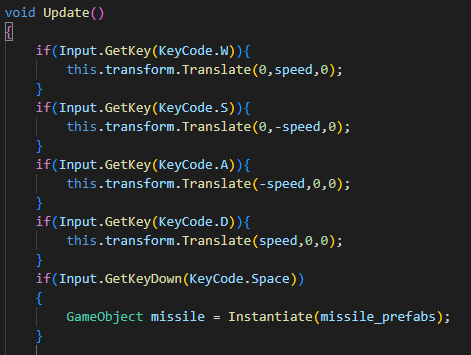 void Update()
{
if(Input.GetKey(KeyCode.W)){
this.transform.Translate(0,speed,0);
}
if(Input.GetKey(KeyCode.S)){
this.transform.Translate(0,-speed,0);
}
if(Input.GetKey(KeyCode.A)){
this.transform.Translate(-speed,0,0);
}
if(Input.GetKey(KeyCode.D)){
this.transform.Translate(speed,0,0);
}
if(Input.GetKeyDown(KeyCode.Space))
{
GameObject missile = Instantiate(missile_prefabs);
}